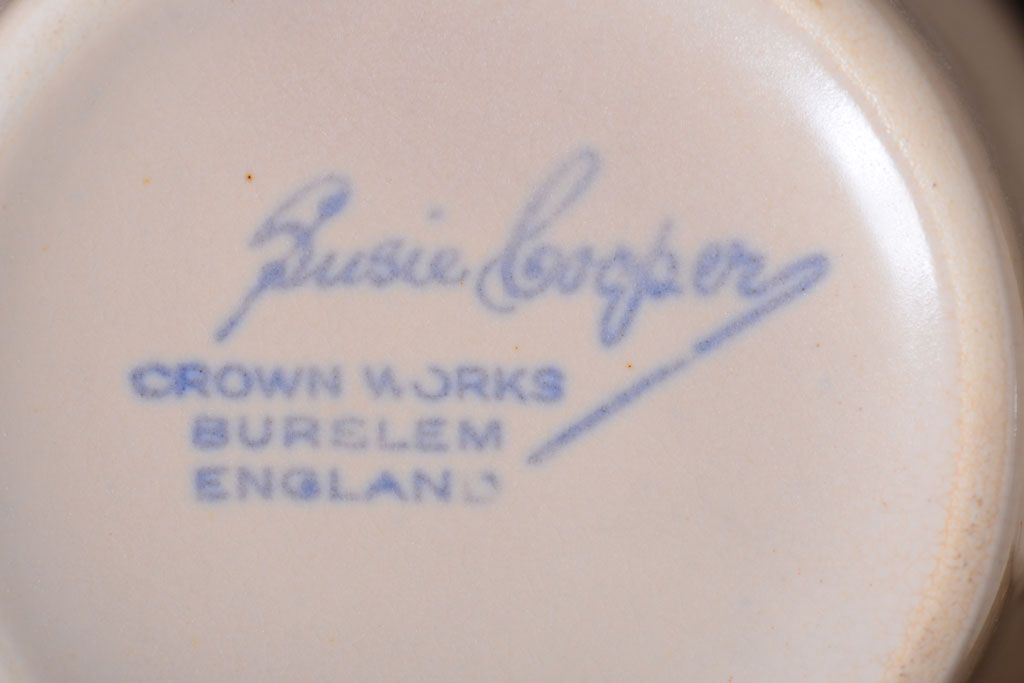 Susie Cooper
CROWN WORKS
BURSLEM
ENGLAND